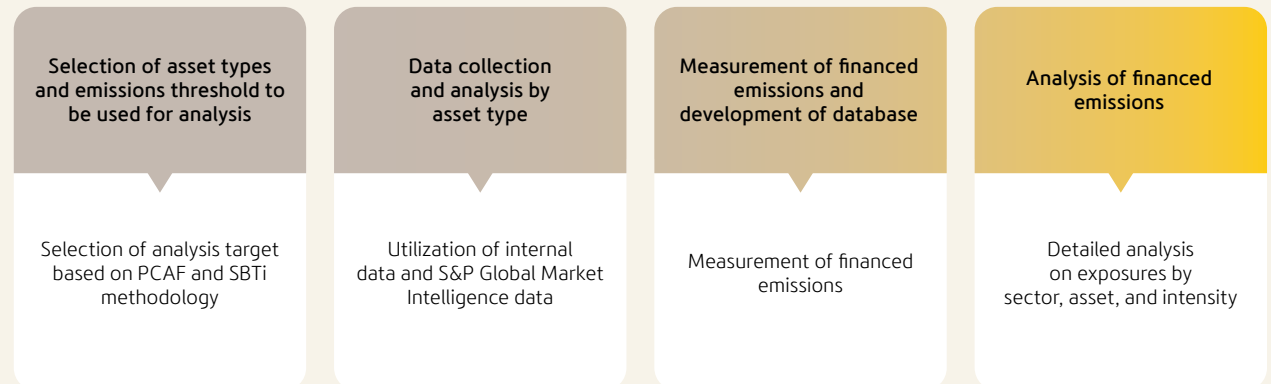 Selection of asset types
and emissions threshold to
be used for analysis
Selection of analysis target
based on PCAF and SBTi
methodology
Data collection
and analysis by
asset type
Utilization of internal
data and S&P Global Market
Intelligence data
Measurement of financed
emissions and
development of database
Measurement of financed
emissions
Analysis of financed
emissions
Detailed analysis
on exposures by
sector, asset, and intensity